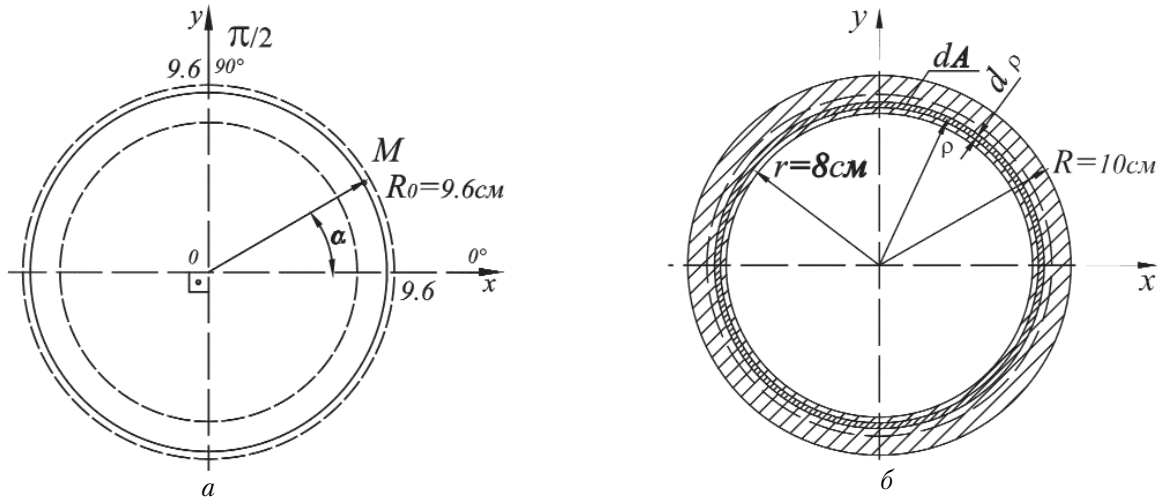 y
π/2
9.6
90°
M
R₀=9.6см
α
0
0°
x
9.6
а
y
dA
dρ
ρ
r=8см
R=10см
x
б